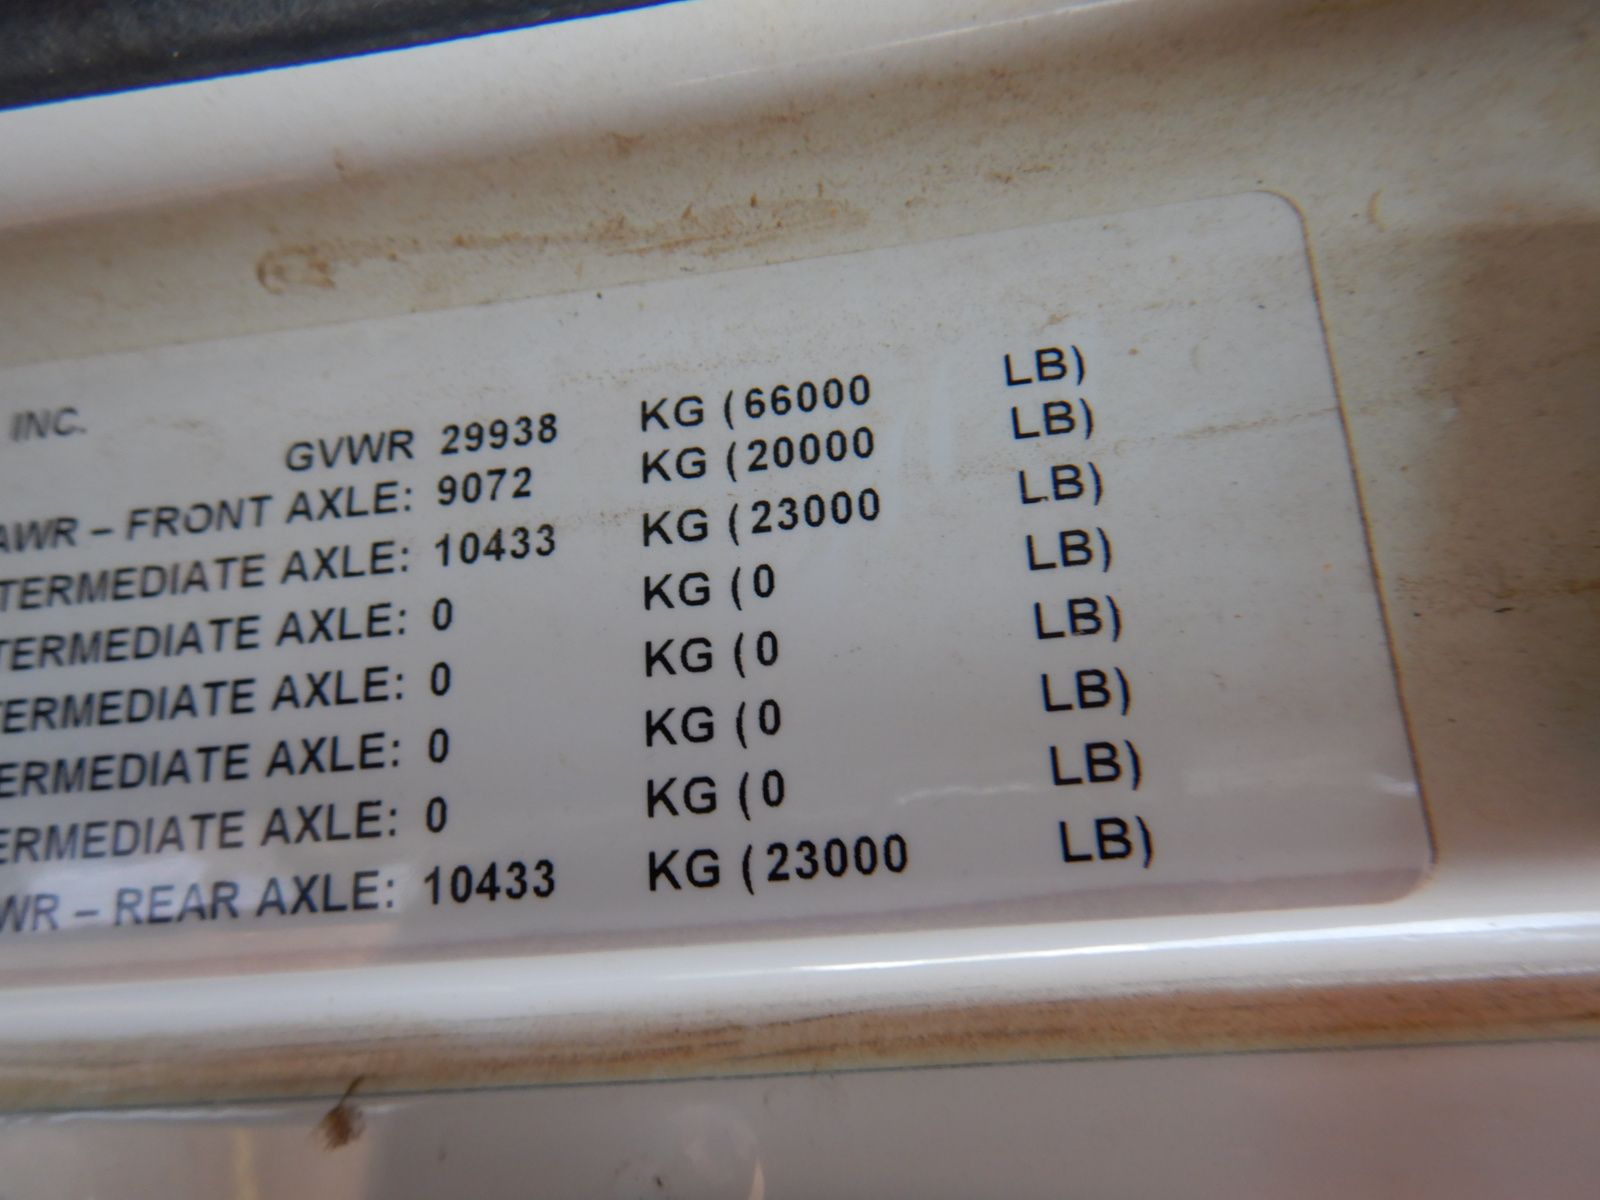 INC.
GVWR 29938 KG (66000 LB)
AWR – FRONT AXLE: 9072 KG (20000 LB)
TERMEDIATE AXLE: 10433 KG (23000 LB)
TERMEDIATE AXLE: 0 KG (0 LB)
TERMEDIATE AXLE: 0 KG (0 LB)
ERMEDIATE AXLE: 0 KG (0 LB)
ERMEDIATE AXLE: 0 KG (0 LB)
WR – REAR AXLE: 10433 KG (23000 LB)